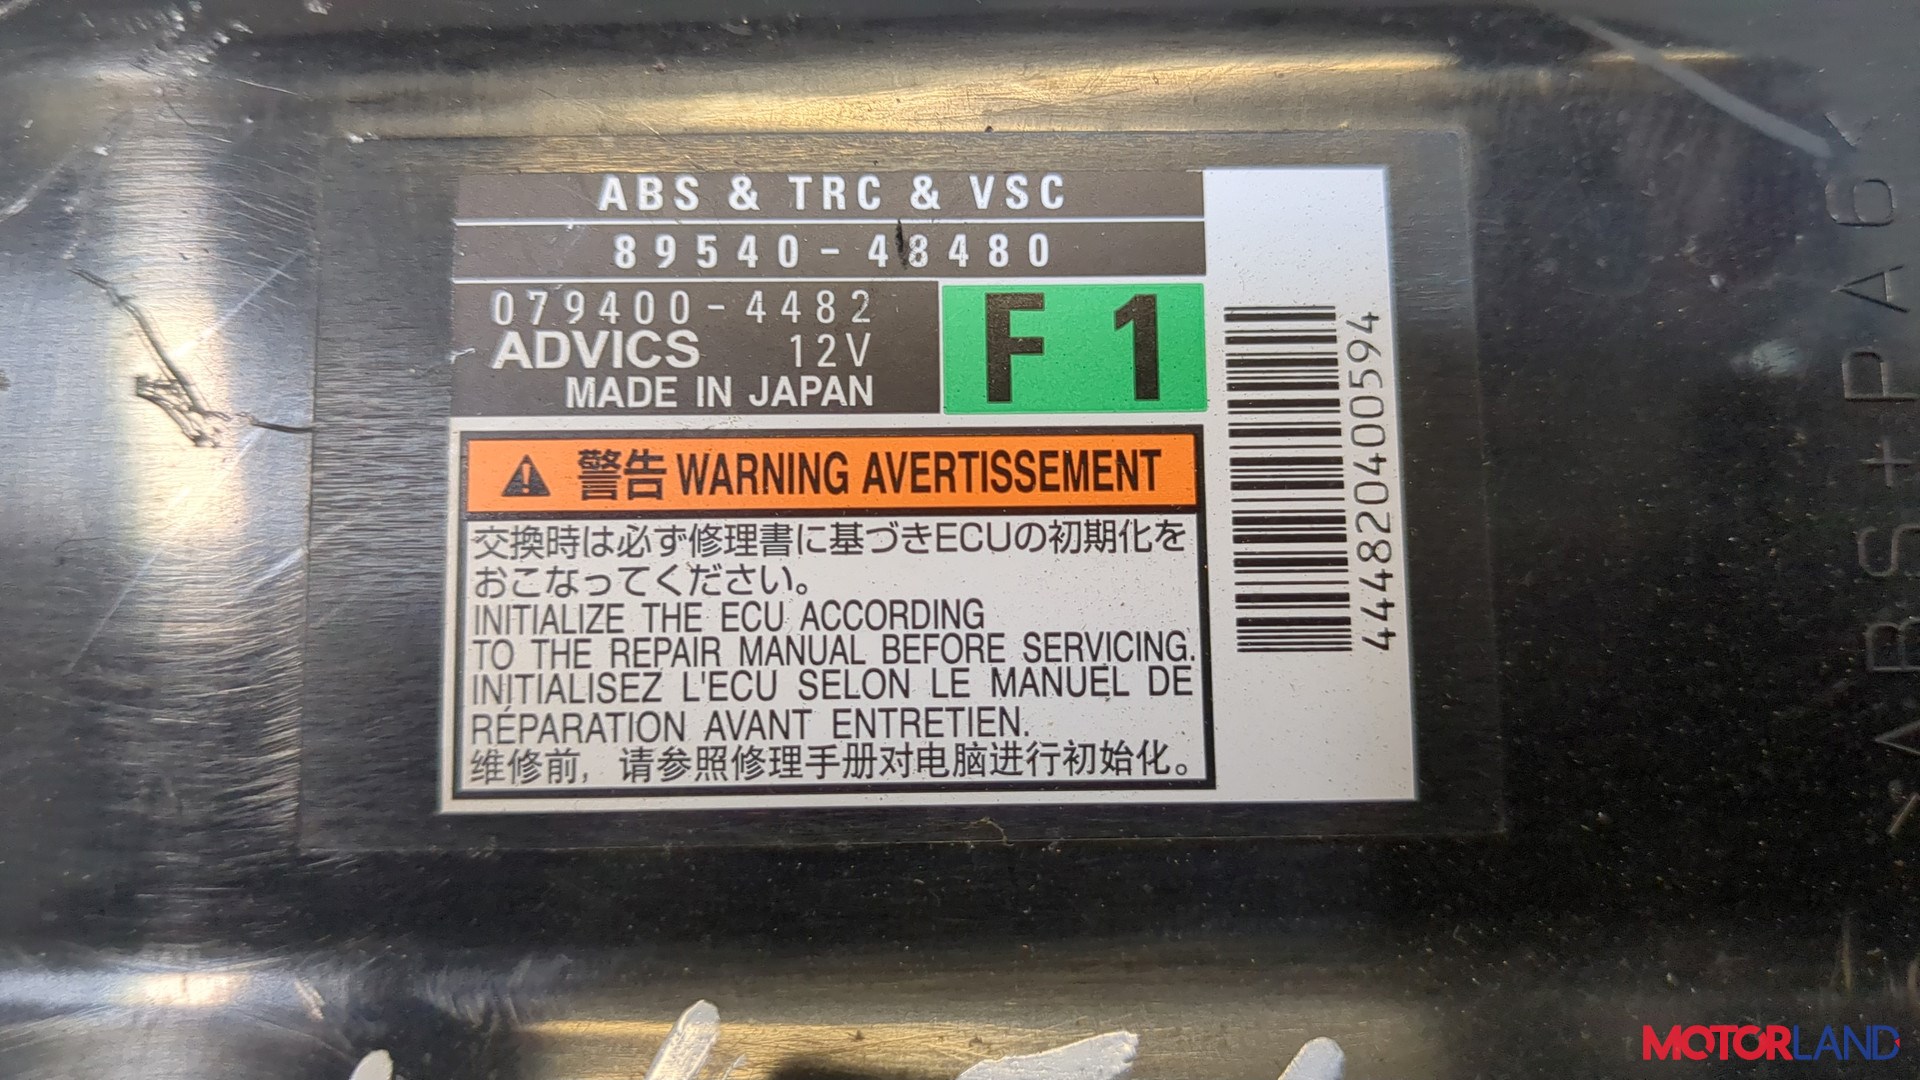 ABS & TRC & VSC
89540-48480
079400-4482
ADVICS 12V
MADE IN JAPAN
F 1
警告 WARNING AVERTISSEMENT
交換時は必ず修理書に基づきECUの初期化を
おこなってください。
INITIALIZE THE ECU ACCORDING
TO THE REPAIR MANUAL BEFORE SERVICING.
INITIALISEZ L'ECU SELON LE MANUEL DE
RÉPARATION AVANT ENTRETIEN.
维修前，请参照修理手册对电脑进行初始化。
444820400594
MOTORLAND